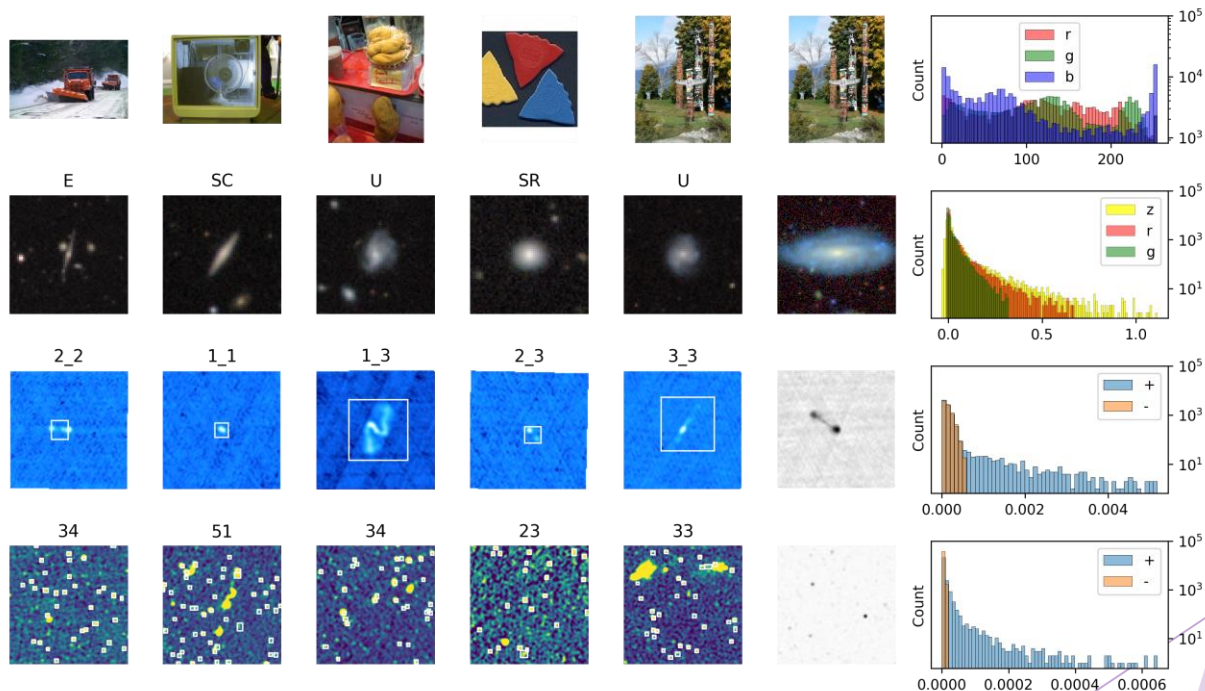 r
g
b
Count
10^5
10^4
10^3
0 100 200
E SC U SR U
z
r
g
Count
10^5
10^3
10^1
0.0 0.5 1.0
2_2 1_1 1_3 2_3 3_3
+
-
Count
10^5
10^3
10^1
0.000 0.002 0.004
34 51 34 23 33
+
-
Count
10^5
10^3
10^1
0.0000 0.0002 0.0004 0.0006